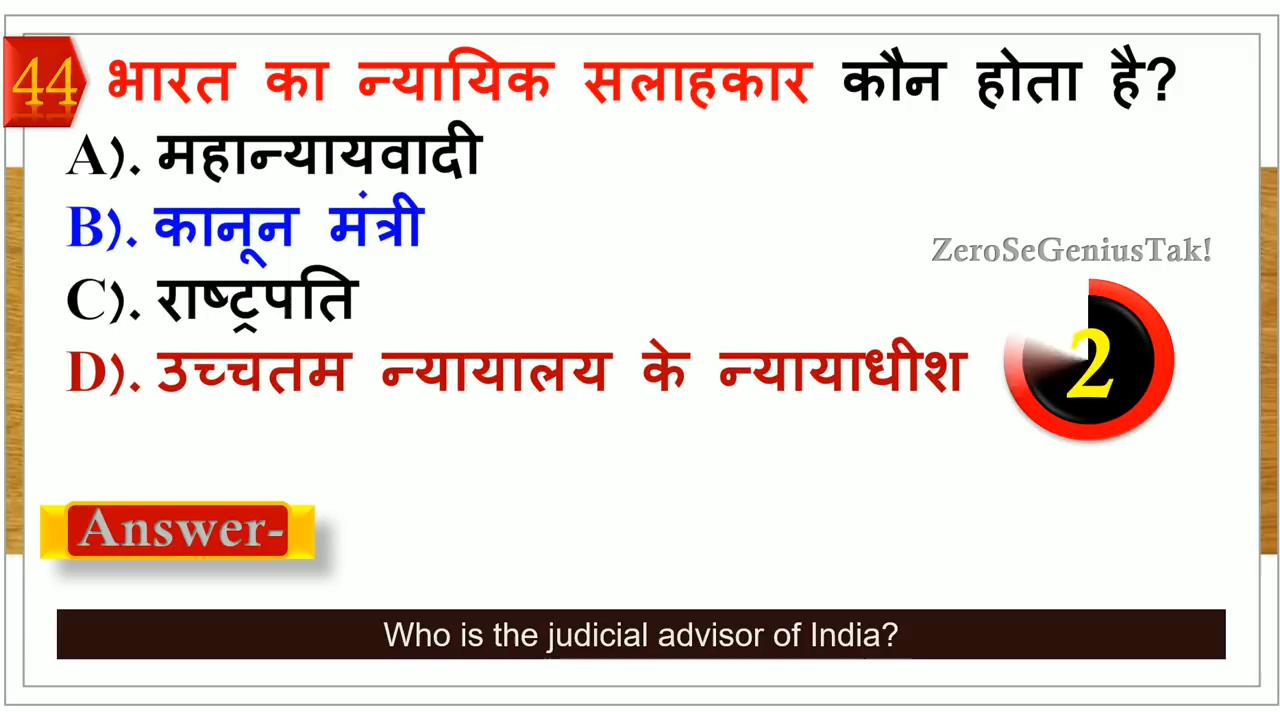 44 भारत का न्यायिक सलाहकार कौन होता है?
A). महान्यायवादी
B). कानून मंत्री
ZeroSeGeniusTak!
C). राष्ट्रपति
2
D). उच्चतम न्यायालय के न्यायाधीश
Answer-
Who is the judicial advisor of India?